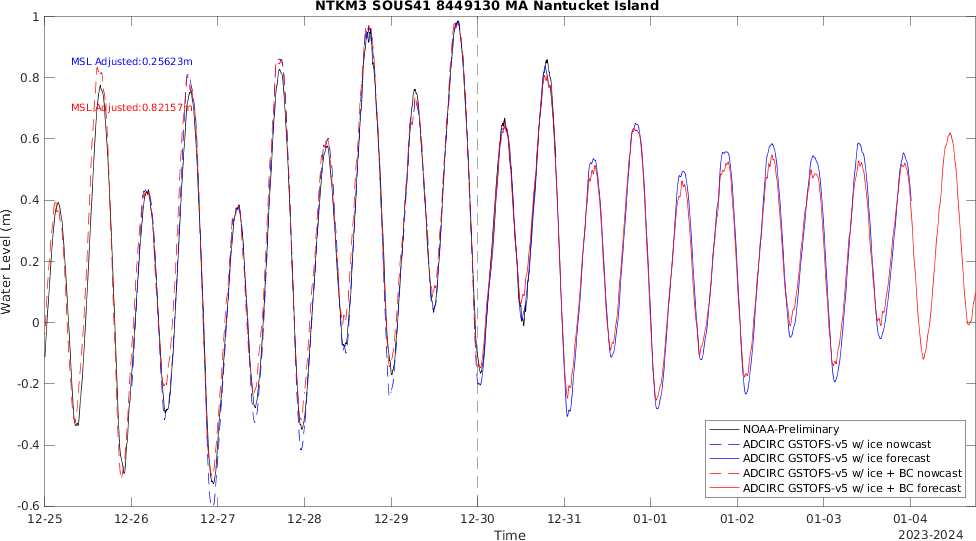 NTKM3 SOUS41 8449130 MA Nantucket Island
1
0.8
0.6
0.4
0.2
0
-0.2
-0.4
-0.6
Water Level (m)
MSL Adjusted:0.25623m
MSL Adjusted:0.82157m
NOAA-Preliminary
ADCIRC GSTOFS-v5 w/ ice nowcast
ADCIRC GSTOFS-v5 w/ ice forecast
ADCIRC GSTOFS-v5 w/ ice + BC nowcast
ADCIRC GSTOFS-v5 w/ ice + BC forecast
12-25 12-26 12-27 12-28 12-29 12-30 12-31 01-01 01-02 01-03 01-04
2023-2024
Time